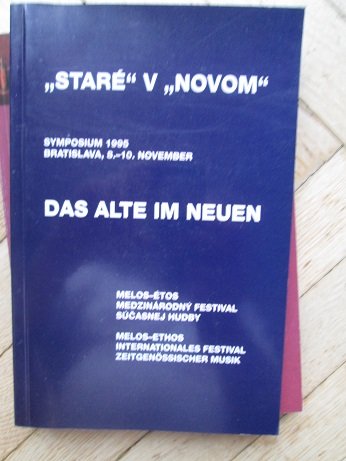 „STARÉ“ V „NOVOM“
SYMPOSIUM 1995
BRATISLAVA, 8.–10. NOVEMBER
DAS ALTE IM NEUEN
MELOS–ÉTOS
MEDZINÁRODNÝ FESTIVAL
SÚČASNEJ HUDBY
MELOS–ETHOS
INTERNATIONALES FESTIVAL
ZEITGENÖSSISCHER MUSIK